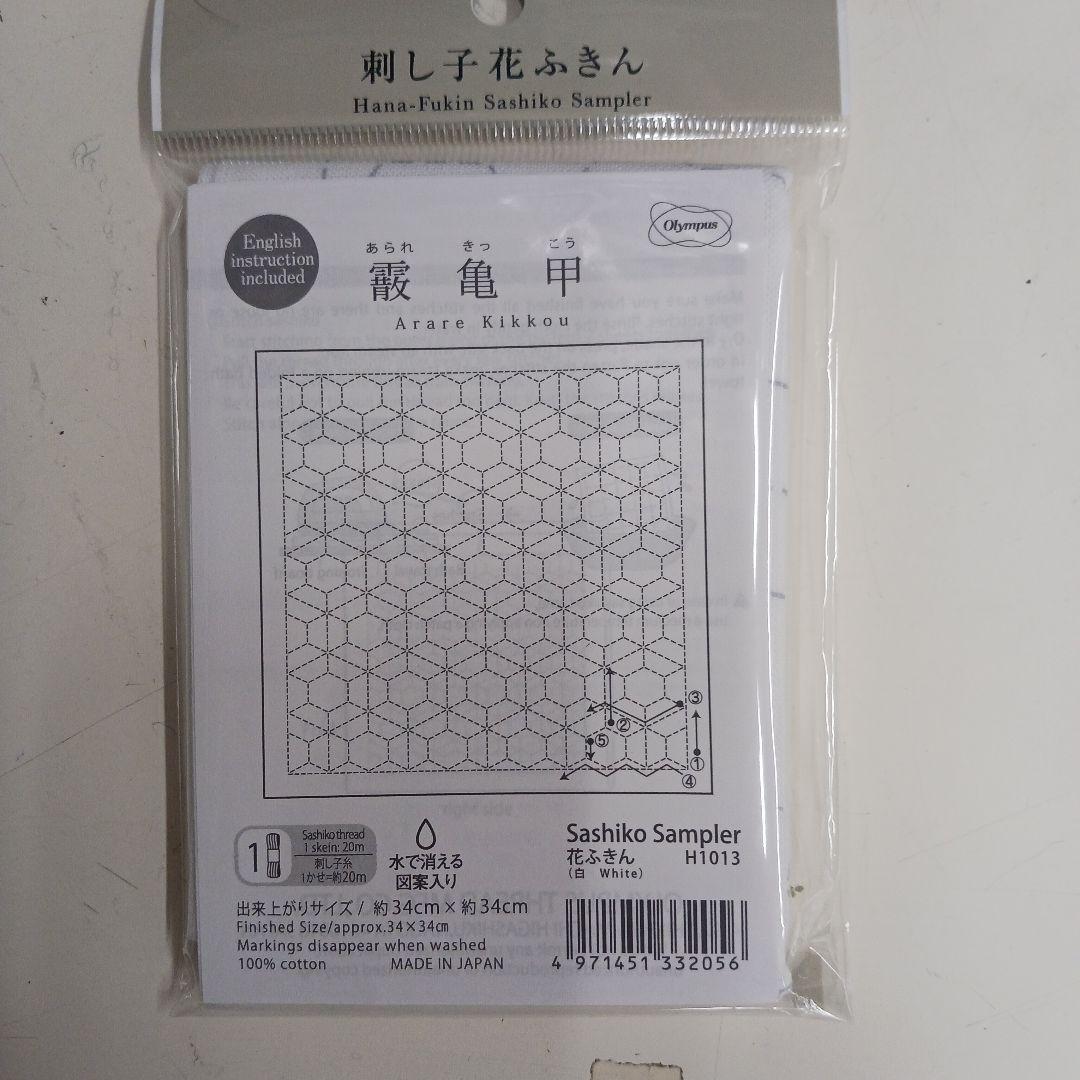 刺し子花ふきん
Hana-Fukin Sashiko Sampler
English
instruction
included
あられ きっ こう
霰 亀 甲
Arare Kikkou
Olympus
③
②
⑤
①
④
1
Sashiko thread
1 skein: 20m
刺し子糸
1かせ=約20m
水で消える
図案入り
Sashiko Sampler
花ふきん H1013
(白 White)
出来上がりサイズ / 約34cm×約34cm
Finished Size/approx.34×34㎝
Markings disappear when washed
100% cotton MADE IN JAPAN
4 971451 332056